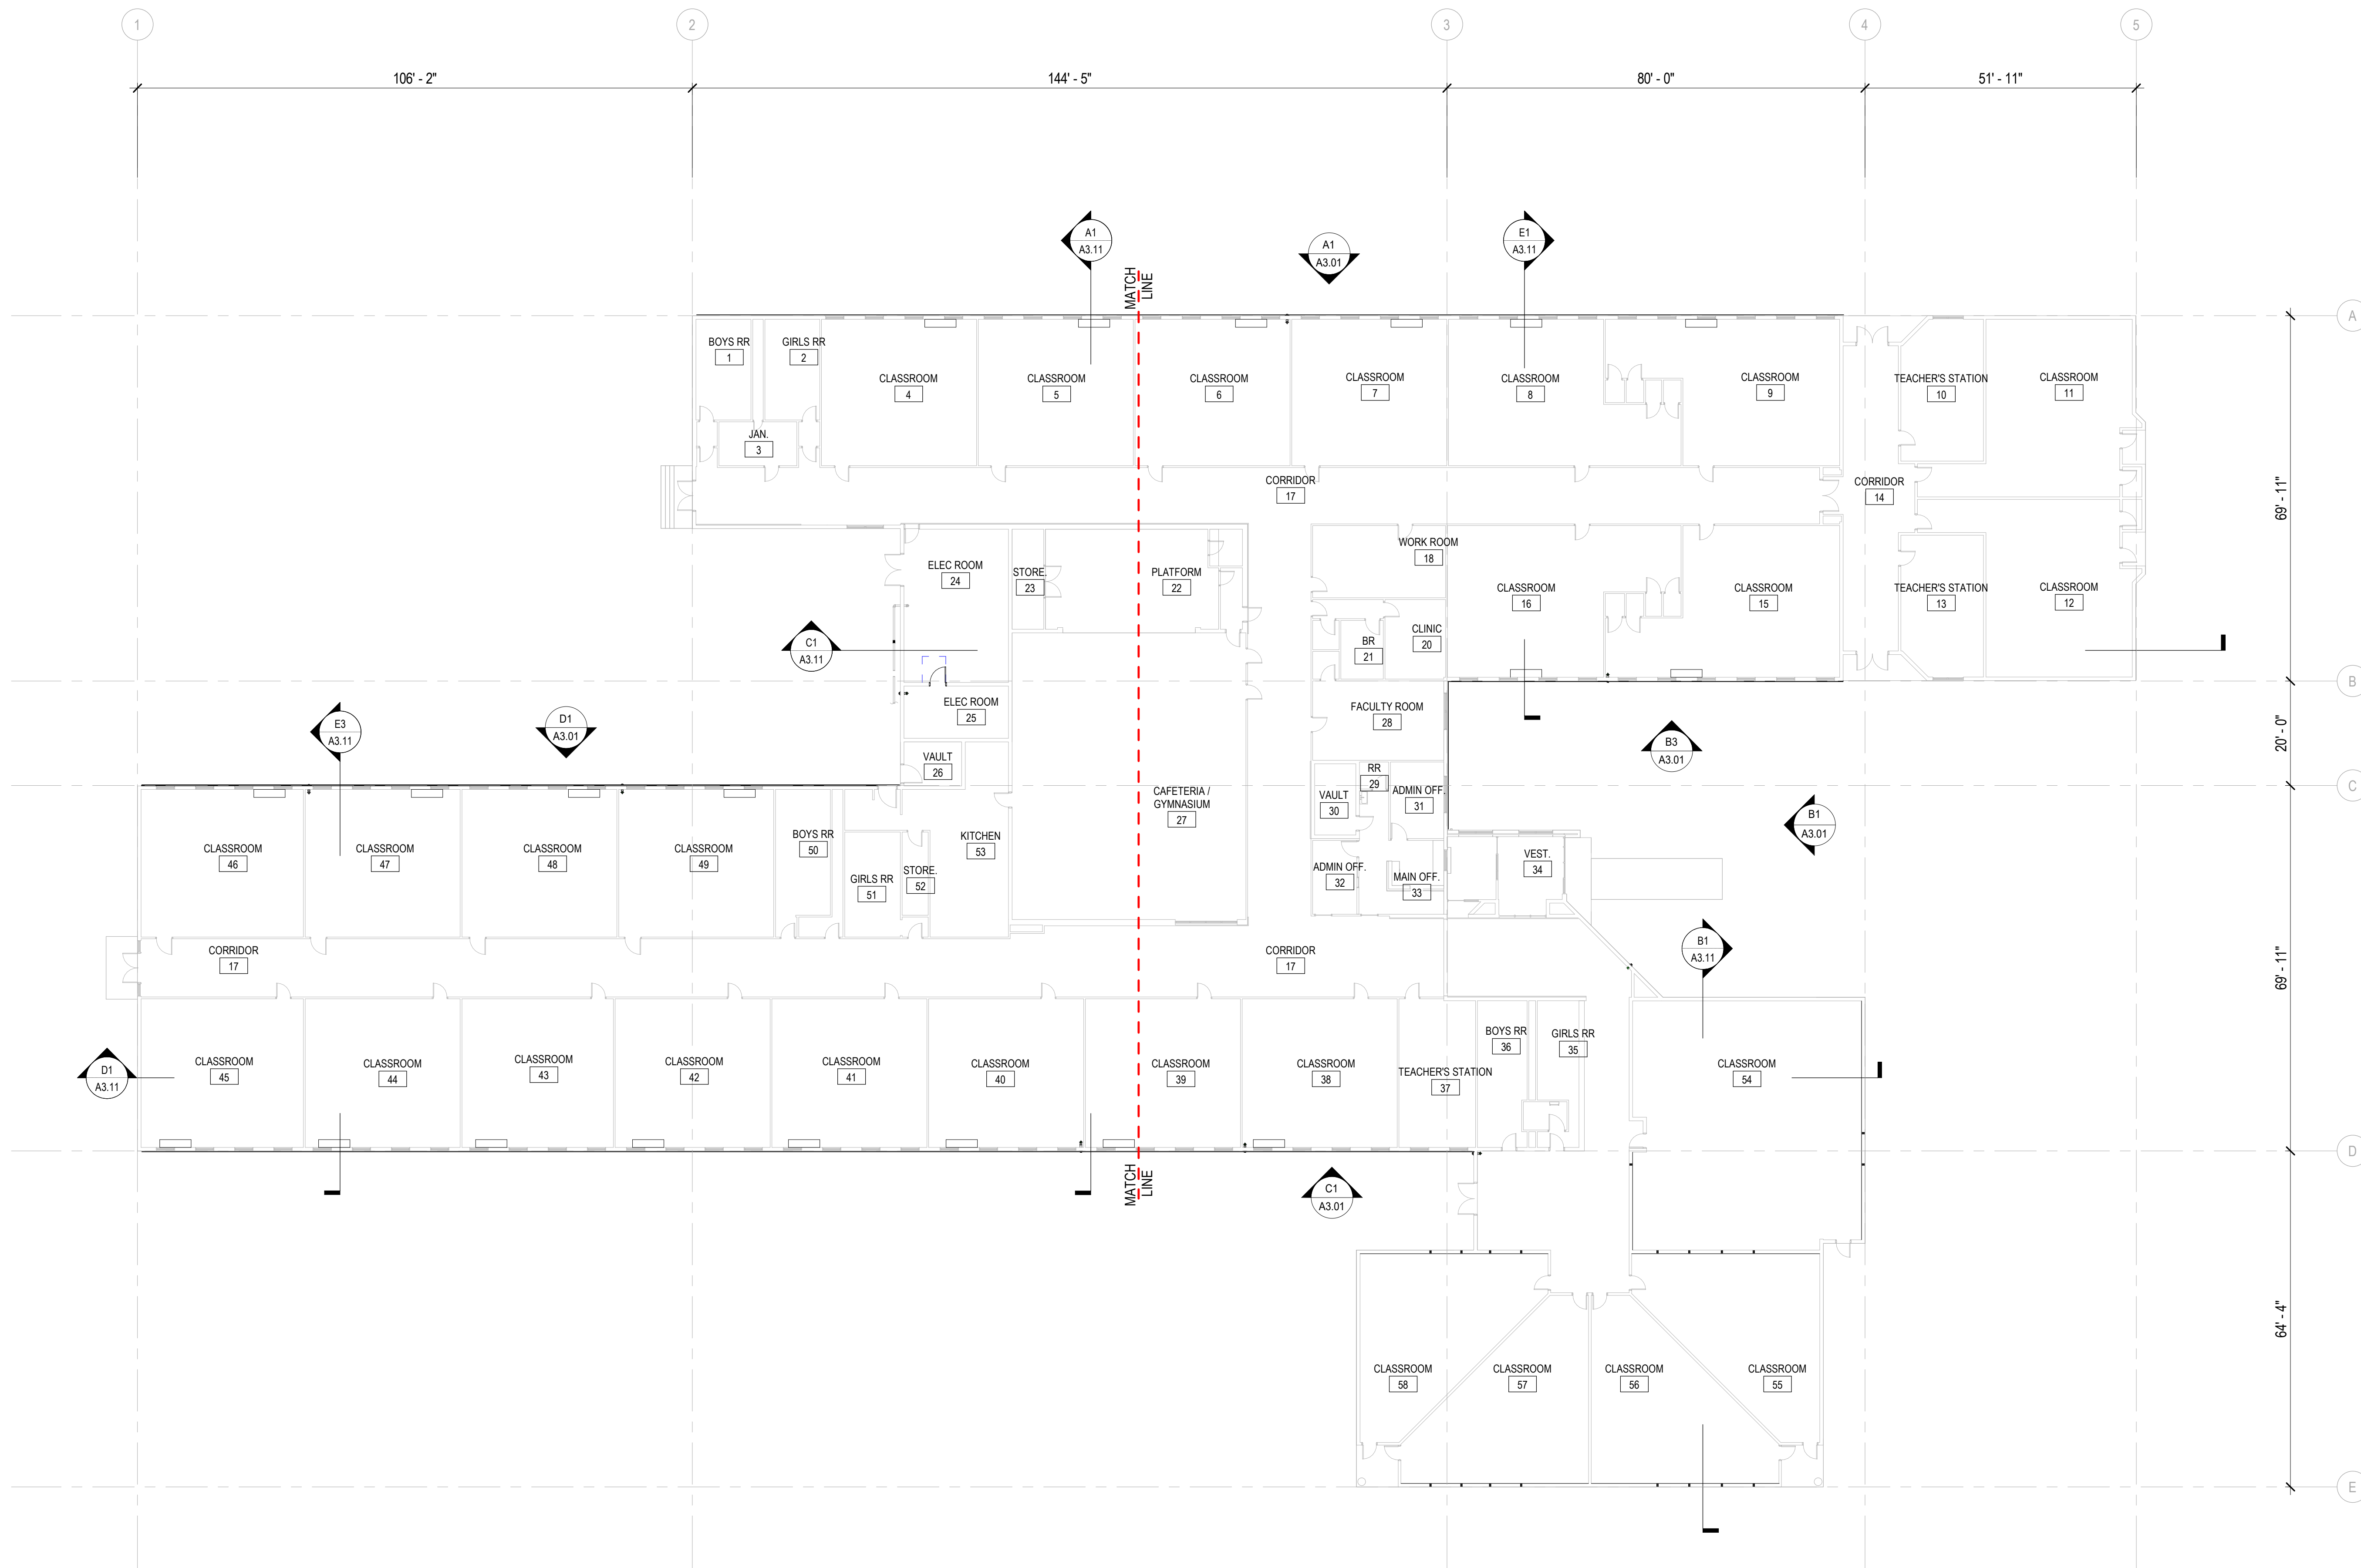 1
2
3
4
5
106' - 2"
144' - 5"
80' - 0"
51' - 11"
A1
A3.11
A1
A3.01
E1
A3.11
MATCH
LINE
A
BOYS RR
1
GIRLS RR
2
JAN.
3
CLASSROOM
4
CLASSROOM
5
CLASSROOM
6
CLASSROOM
7
CLASSROOM
8
CLASSROOM
9
TEACHER'S STATION
10
CLASSROOM
11
CORRIDOR
17
CORRIDOR
14
69' - 11"
ELEC ROOM
24
STORE.
23
PLATFORM
22
WORK ROOM
18
CLASSROOM
16
CLASSROOM
15
TEACHER'S STATION
13
CLASSROOM
12
C1
A3.11
BR
21
CLINIC
20
B
E3
A3.11
D1
A3.01
ELEC ROOM
25
FACULTY ROOM
28
B3
A3.01
20' - 0"
VAULT
26
C
CAFETERIA /
GYMNASIUM
27
VAULT
30
RR
29
ADMIN OFF.
31
B1
A3.01
CLASSROOM
46
CLASSROOM
47
CLASSROOM
48
CLASSROOM
49
BOYS RR
50
GIRLS RR
51
STORE.
52
KITCHEN
53
ADMIN OFF.
32
MAIN OFF.
33
VEST.
34
CORRIDOR
17
CORRIDOR
17
B1
A3.11
69' - 11"
D1
A3.11
CLASSROOM
45
CLASSROOM
44
CLASSROOM
43
CLASSROOM
42
CLASSROOM
41
CLASSROOM
40
CLASSROOM
39
CLASSROOM
38
TEACHER'S STATION
37
BOYS RR
36
GIRLS RR
35
CLASSROOM
54
D
MATCH
LINE
C1
A3.01
64' - 4"
CLASSROOM
58
CLASSROOM
57
CLASSROOM
56
CLASSROOM
55
E